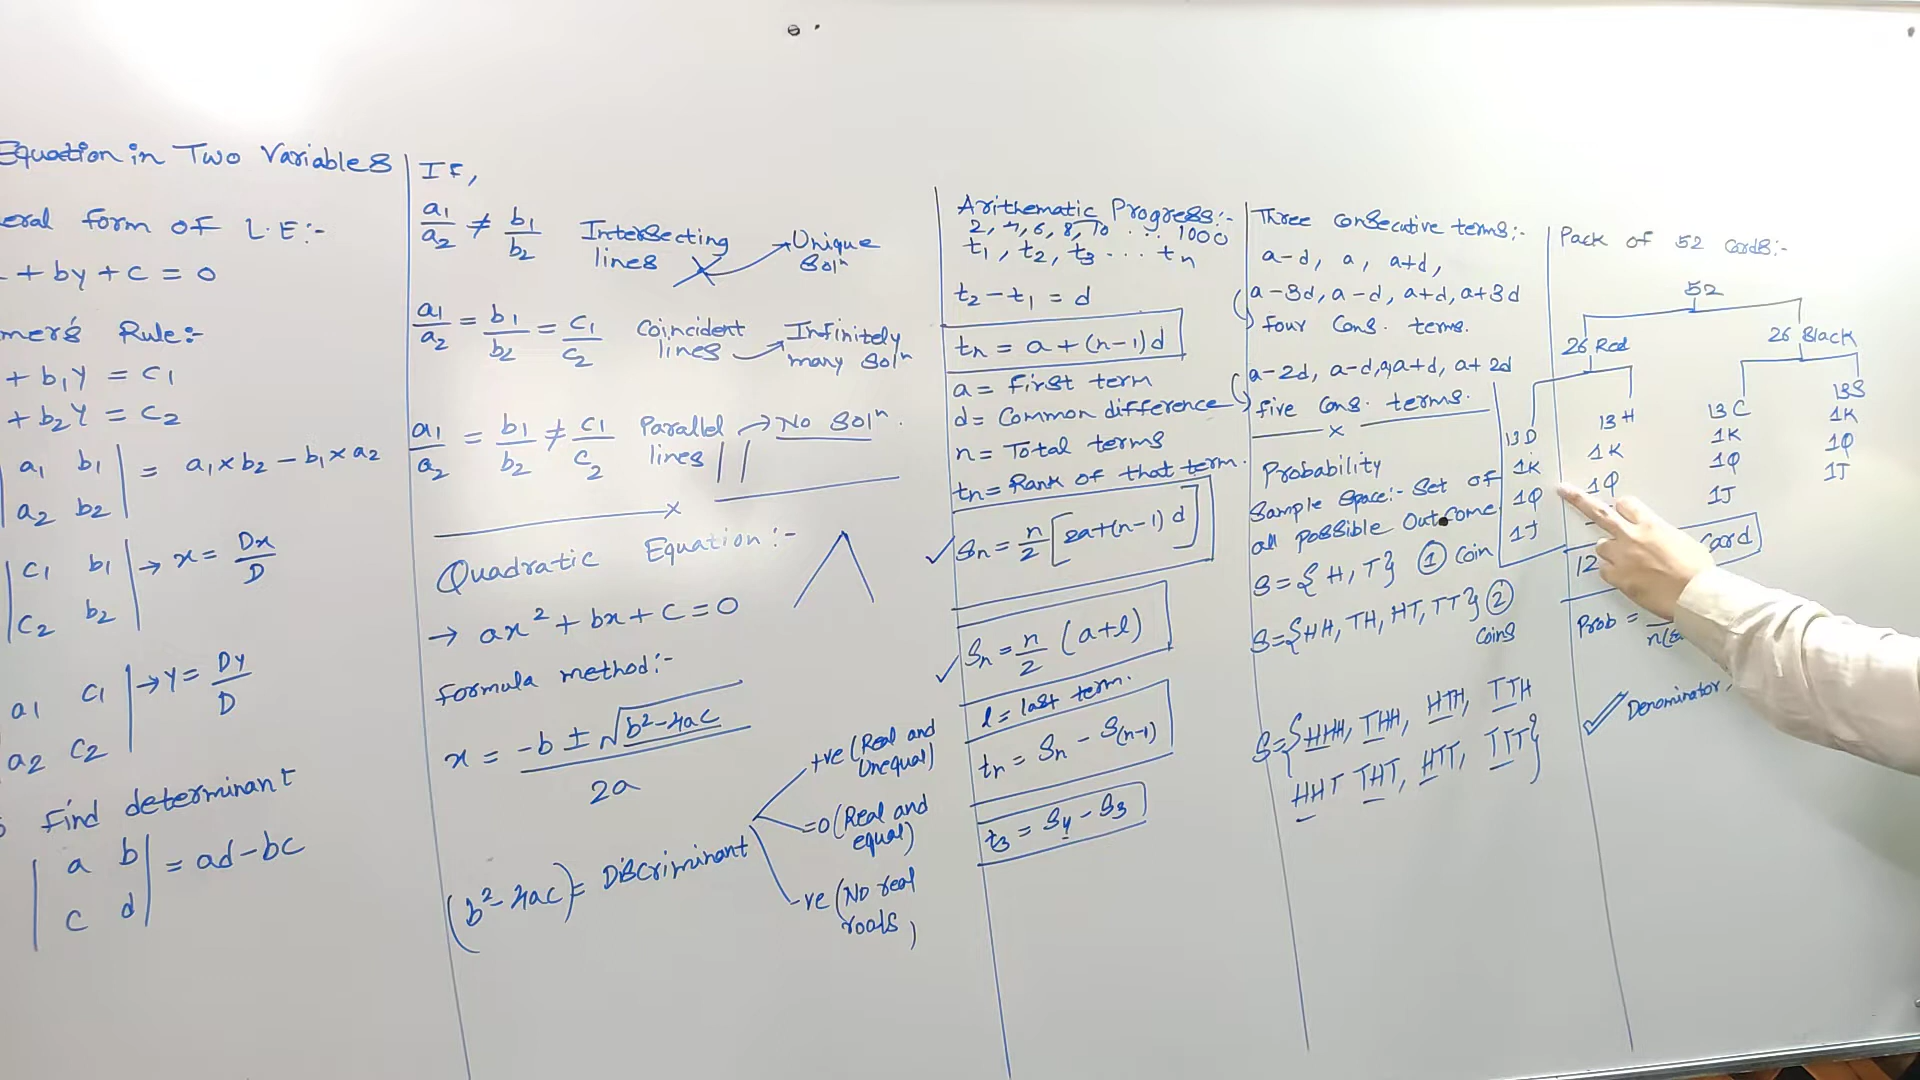 Equation in Two Variables
eral form of L.E:-
+ by + c = 0
mer's Rule:-
+ b₁y = c₁
+ b₂y = c₂
| a₁ b₁ |
| a₂ b₂ | = a₁ x b₂ - b₁ x a₂
| c₁ b₁ |
| c₂ b₂ | → x = Dx/D
a₁ c₁ |
a₂ c₂ | → y = Dy/D
Find determinant
| a b |
| c d | = ad - bc
IF,
a₁/a₂ ≠ b₁/b₂ Intersecting lines → Unique Solⁿ
a₁/a₂ = b₁/b₂ = c₁/c₂ Coincident lines → Infinitely many Solⁿ
a₁/a₂ = b₁/b₂ ≠ c₁/c₂ Parallel lines → No Solⁿ.
x
Quadratic Equation:-
→ ax² + bx + c = 0
Formula method:-
x = -b ± √b²-4ac / 2a
(b²-4ac) = Discriminant
+ve (Real and Unequal)
=0 (Real and equal)
-ve (No real roots)
Arithematic Progress:-
2, 4, 6, 8, 10 ... 1000
t₁, t₂, t₃ ... tn
t₂ - t₁ = d
tn = a + (n-1)d
a = First term
d = Common difference
n = Total terms
tn = Rank of that term.
✓ Sn = n/2 [2a+(n-1)d]
✓ Sn = n/2 (a+l)
l = last term.
tn = Sn - S(n-1)
t₃ = S₄ - S₃
Three consecutive terms:-
a-d, a, a+d,
a-3d, a-d, a+d, a+3d
four Cons. terms.
a-2d, a-d, a, a+d, a+2d
five Cons. terms.
x
Probability
Sample Space:- Set of
all possible Outcome
S={H, T} ① Coin
S={HH, TH, HT, TT} ② Coins
S={HHH, THH, HTH, TTH
HHT THT, HTT, TTT}
Pack of 52 Cards:-
52
26 Red 26 Black
13D 13H 13C 13S
1K 1K 1K 1K
1Q 1Q 1Q 1Q
1J 1J 1J
12 Card
Prob =
✓ Denominator,